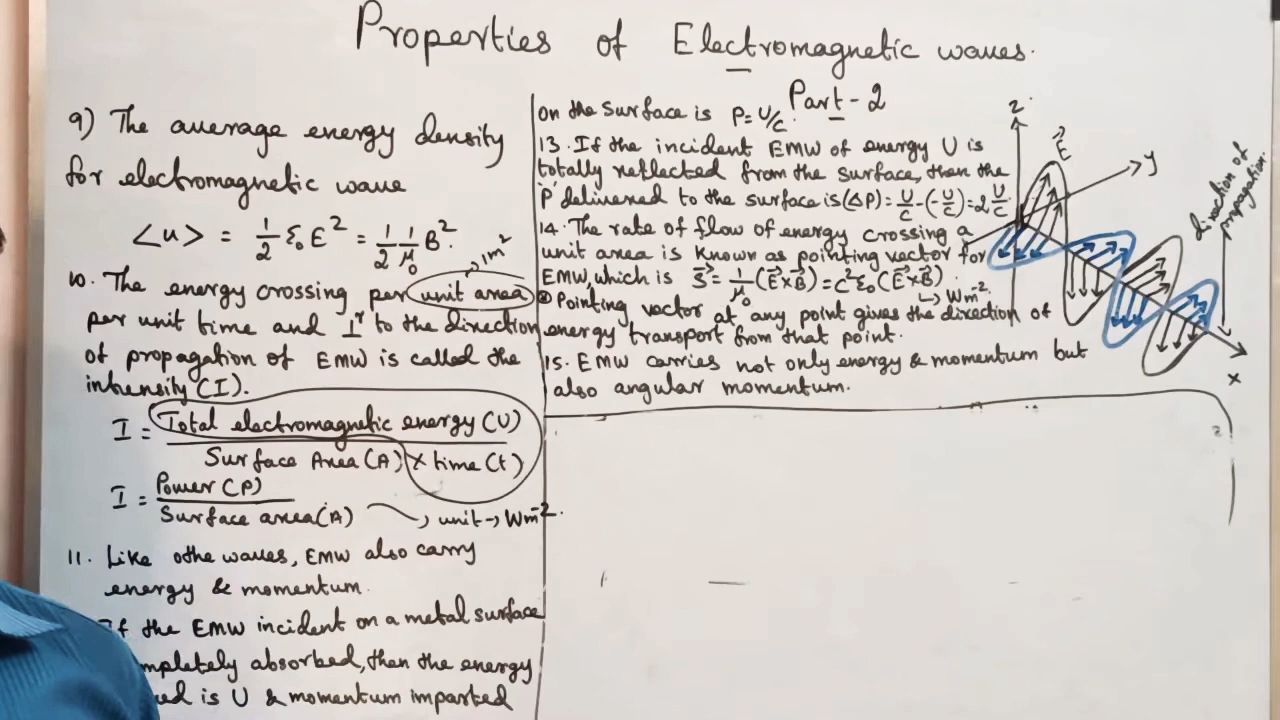 Properties of Electromagnetic waves.
Part-2
9) The average energy density
for electromagnetic wave
<u> = 1/2 ε₀E² = 1/2 1/μ₀ B².
1m²
10. The energy crossing per unit area
per unit time and ⊥ʳ to the direction
of propagation of EMW is called the
intensity (I).
I = Total electromagnetic energy (U) / Surface Area (A) × time (t)
I = Power (P) / Surface area (A) → unit → Wm⁻².
11. Like othe waves, EMW also carry
energy & momentum.
If the EMW incident on a metal surface
mpletely absorbed, then the energy
ed is U & momentum imparted
on the surface is P = U/c.
13. If the incident EMW of energy U is
totally reflected from the surface, then the
'P' delivered to the surface is (ΔP) = U/c - (-U/c) = 2 U/c.
14. The rate of flow of energy crossing a
unit area is known as pointing vector for
EMW, which is S⃗ = 1/μ₀ (E⃗×B⃗) = c²ε₀ (E⃗×B⃗).
↳ Wm⁻².
Pointing vector at any point gives the direction of
energy transport from that point.
15. EMW carries not only energy & momentum but
also angular momentum.
z
E⃗
y
direction of
propagation.
x